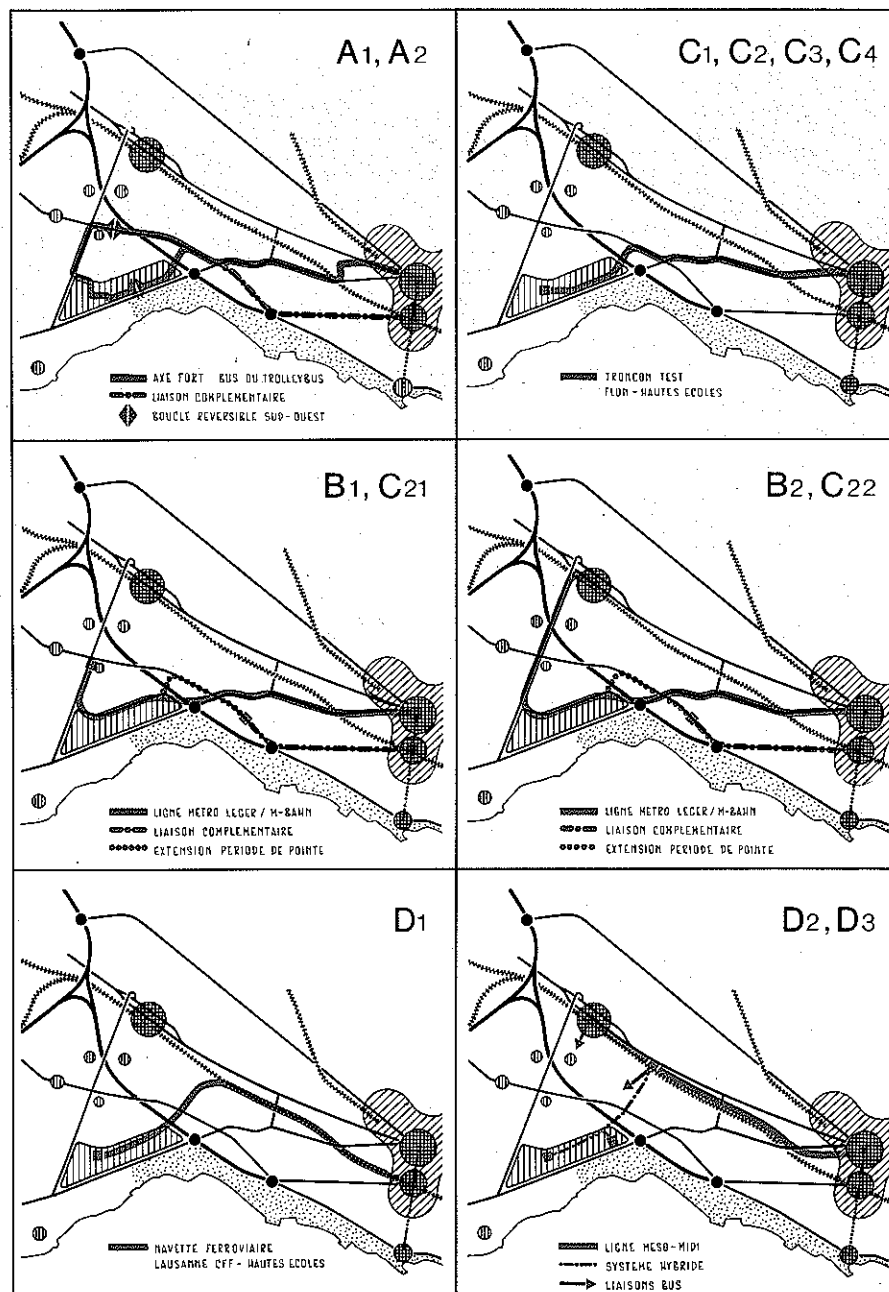 A1, A2
AXE FORT BUS OU TROLLEYBUS
LIAISON COMPLEMENTAIRE
BOUCLE REVERSIBLE SUD-OUEST
C1, C2, C3, C4
TRONCON TEST
FLON-HAUTES ECOLES
B1, C21
LIGNE METRO LEGER/M-BAHN
LIAISON COMPLEMENTAIRE
EXTENSION PERIODE DE POINTE
B2, C22
LIGNE METRO LEGER/M-BAHN
LIAISON COMPLEMENTAIRE
EXTENSION PERIODE DE POINTE
D1
NAVETTE FERROVIAIRE
LAUSANNE CFF-HAUTES ECOLES
D2, D3
LIGNE MESO-MIDI
SYSTEME HYBRIDE
LIAISONS BUS